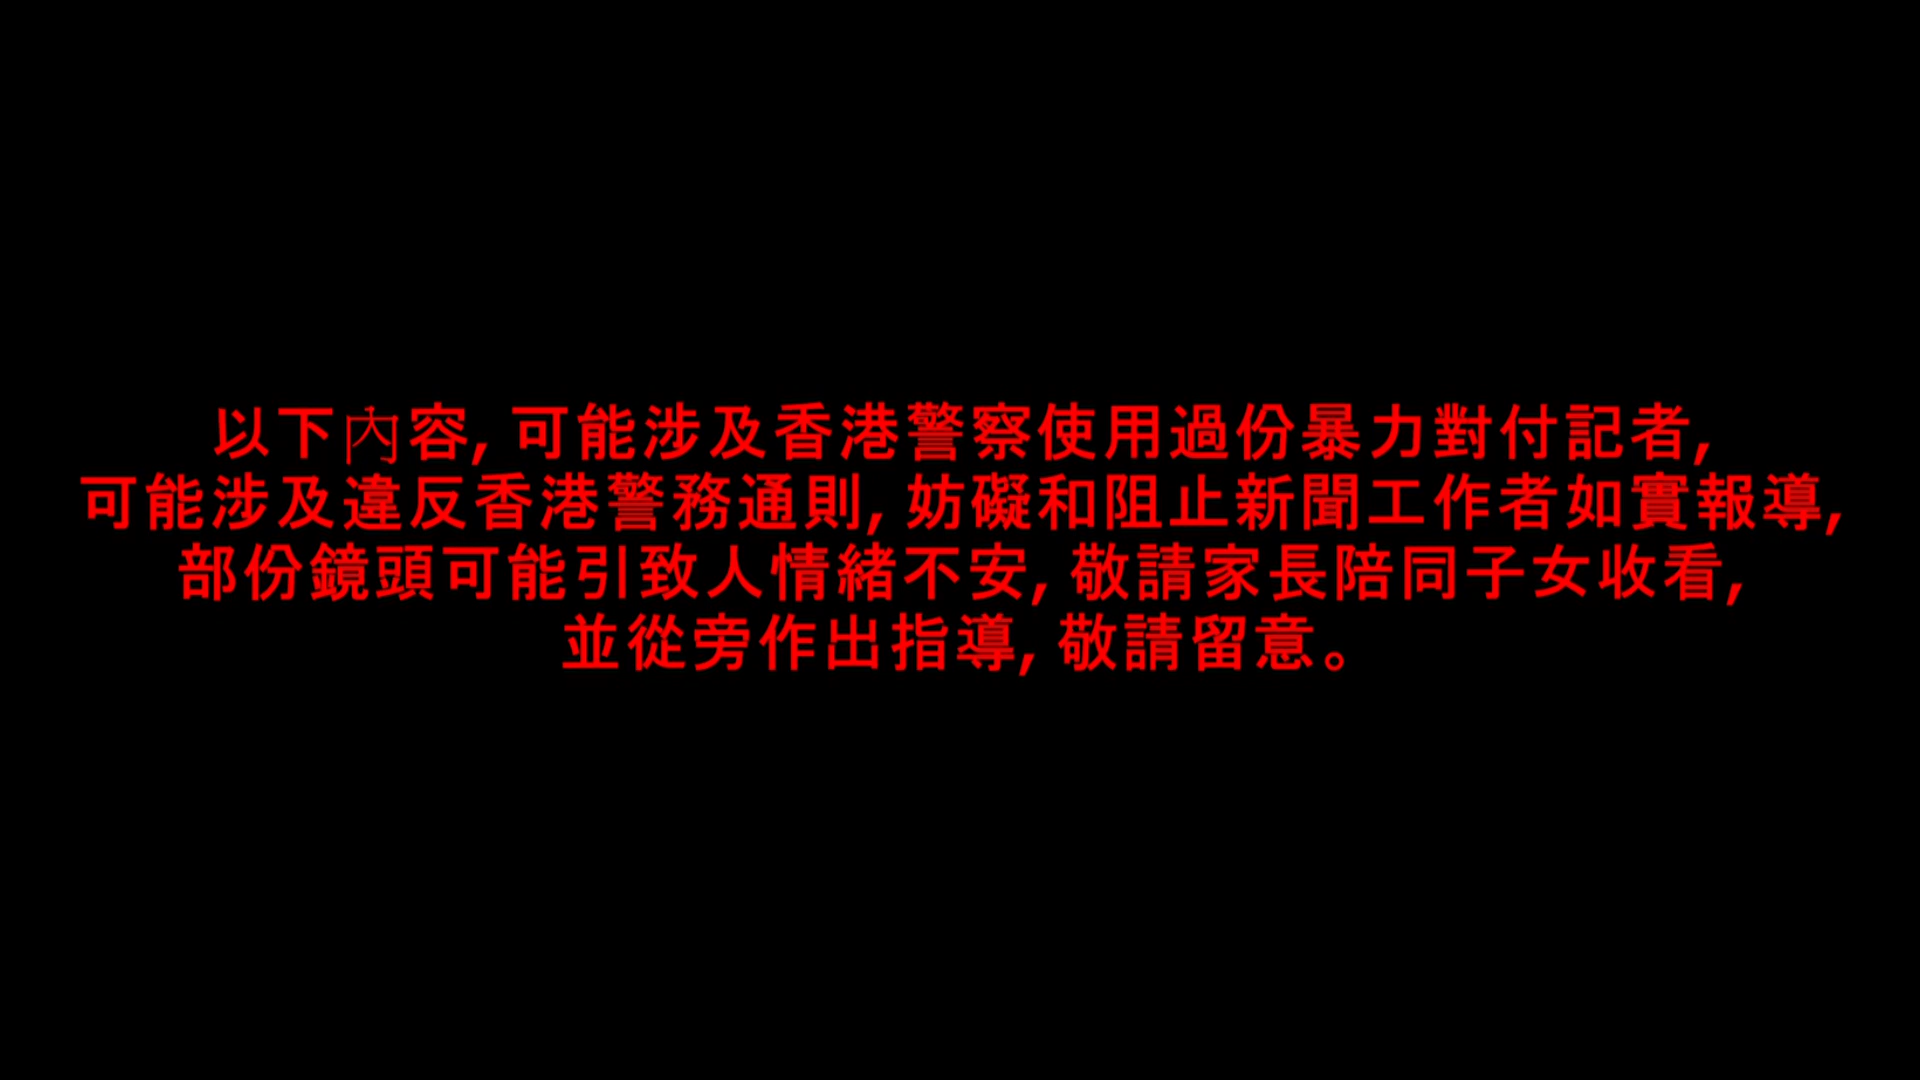 以下內容, 可能涉及香港警察使用過份暴力對付記者,
可能涉及違反香港警務通則, 妨礙和阻止新聞工作者如實報導,
部份鏡頭可能引致人情緒不安, 敬請家長陪同子女收看,
並從旁作出指導, 敬請留意。